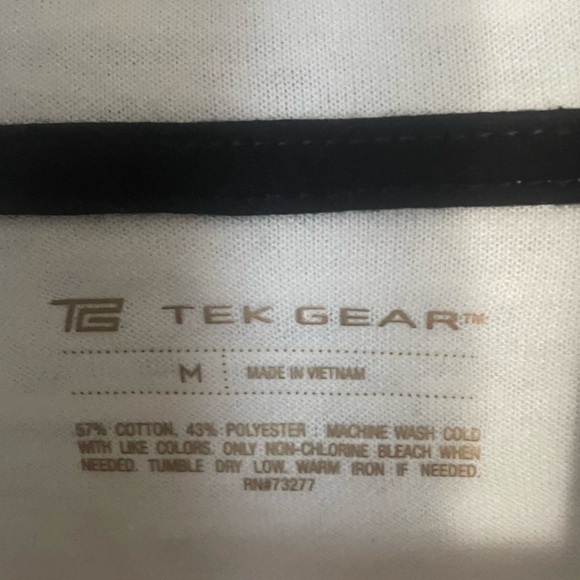 TG TEK GEAR™
M MADE IN VIETNAM
57% COTTON, 43% POLYESTER : MACHINE WASH COLD
WITH LIKE COLORS. ONLY NON-CHLORINE BLEACH WHEN
NEEDED. TUMBLE DRY LOW. WARM IRON IF NEEDED.
RN#73277